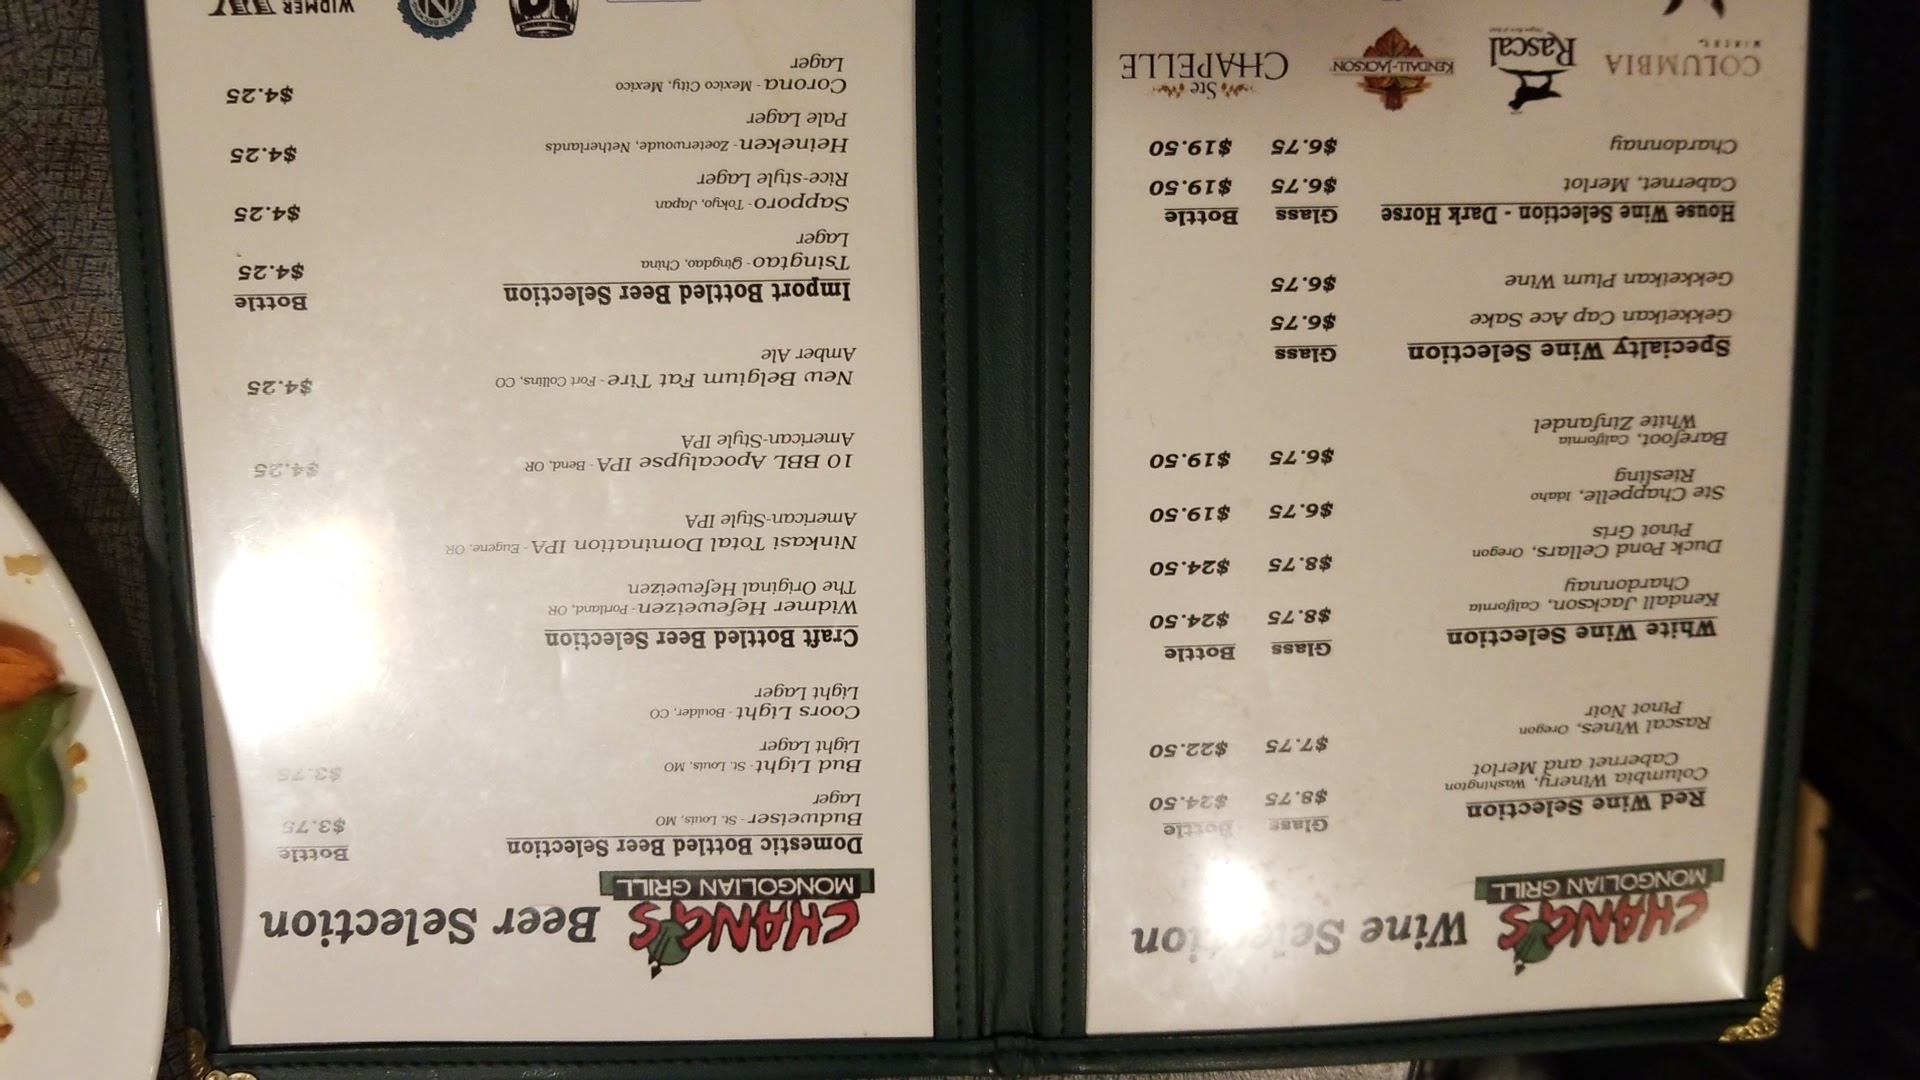 CHANG'S
MONGOLIAN GRILL
Wine Selection
Red Wine Selection Glass Bottle
Columbia Winery, Washington $8.75 $24.50
Cabernet and Merlot
Rascal Wines, Oregon $7.75 $22.50
Pinot Noir
White Wine Selection Glass Bottle
Kendall Jackson, California $8.75 $24.50
Chardonnay
Duck Pond Cellars, Oregon $8.75 $24.50
Pinot Gris
Ste Chappelle, Idaho $6.75 $19.50
Riesling
Barefoot, California $6.75 $19.50
White Zinfandel
Specialty Wine Selection Glass
Gekkeikan Cap Ace Sake $6.75
Gekkeikan Plum Wine $6.75
House Wine Selection - Dark Horse Glass Bottle
Cabernet, Merlot $6.75 $19.50
Chardonnay $6.75 $19.50
COLUMBIA
WINERY
Rascal
KENDALL-JACKSON
Ste
CHAPELLE
CHANG'S
MONGOLIAN GRILL
Beer Selection
Domestic Bottled Beer Selection Bottle
Budweiser - St. Louis, MO $3.75
Lager
Bud Light - St. Louis, MO $3.75
Light Lager
Coors Light - Boulder, CO
Light Lager
Craft Bottled Beer Selection
Widmer Hefeweizen - Portland, OR
The Original Hefeweizen
Ninkasi Total Domination IPA - Eugene, OR
American-Style IPA
10 BBL Apocalypse IPA - Bend, OR $4.25
American-Style IPA
New Belgium Fat Tire - Fort Collins, CO $4.25
Amber Ale
Import Bottled Beer Selection Bottle
Tsingtao - Qingdao, China $4.25
Lager
Sapporo - Tokyo, Japan $4.25
Rice-style Lager
Heineken - Zoeterwoude, Netherlands $4.25
Pale Lager
Corona - Mexico City, Mexico $4.25
Lager
N
10
WIDMER